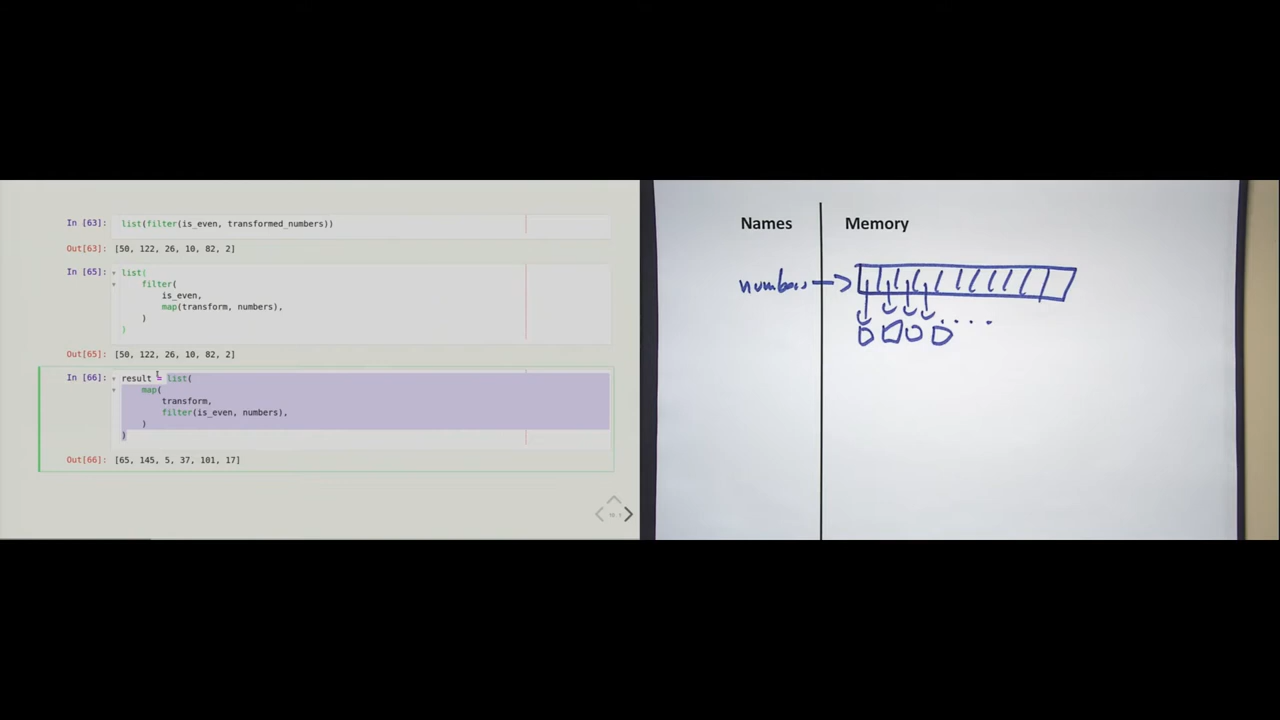 In [63]: list(filter(is_even, transformed_numbers))
Out[63]: [50, 122, 26, 10, 82, 2]
In [65]: list(
filter(
is_even,
map(transform, numbers),
)
)
Out[65]: [50, 122, 26, 10, 82, 2]
In [66]: result = list(
map(
transform,
filter(is_even, numbers),
)
)
Out[66]: [65, 145, 5, 37, 101, 17]
Names Memory
numbers